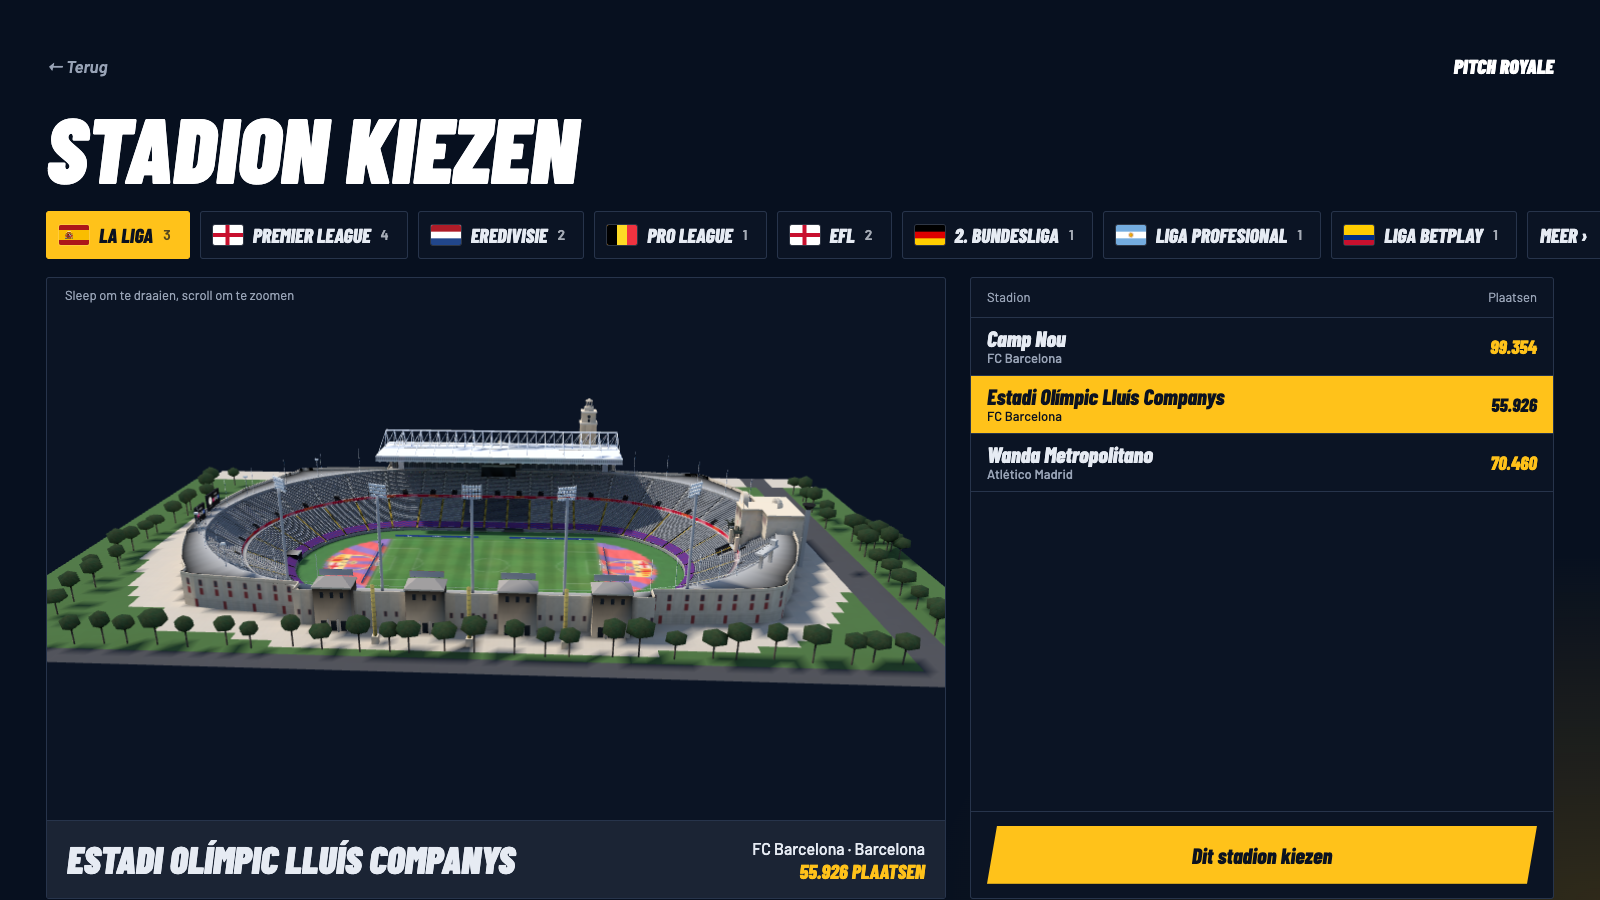 ← Terug
PITCH ROYALE
STADION KIEZEN
LA LIGA 3
PREMIER LEAGUE 4
EREDIVISIE 2
PRO LEAGUE 1
EFL 2
2. BUNDESLIGA 1
LIGA PROFESIONAL 1
LIGA BETPLAY 1
MEER ›
Sleep om te draaien, scroll om te zoomen
Stadion Plaatsen
Camp Nou
FC Barcelona
99.354
Estadi Olímpic Lluís Companys
FC Barcelona
55.926
Wanda Metropolitano
Atlético Madrid
70.460
ESTADI OLÍMPIC LLUÍS COMPANYS
FC Barcelona · Barcelona
55.926 PLAATSEN
Dit stadion kiezen